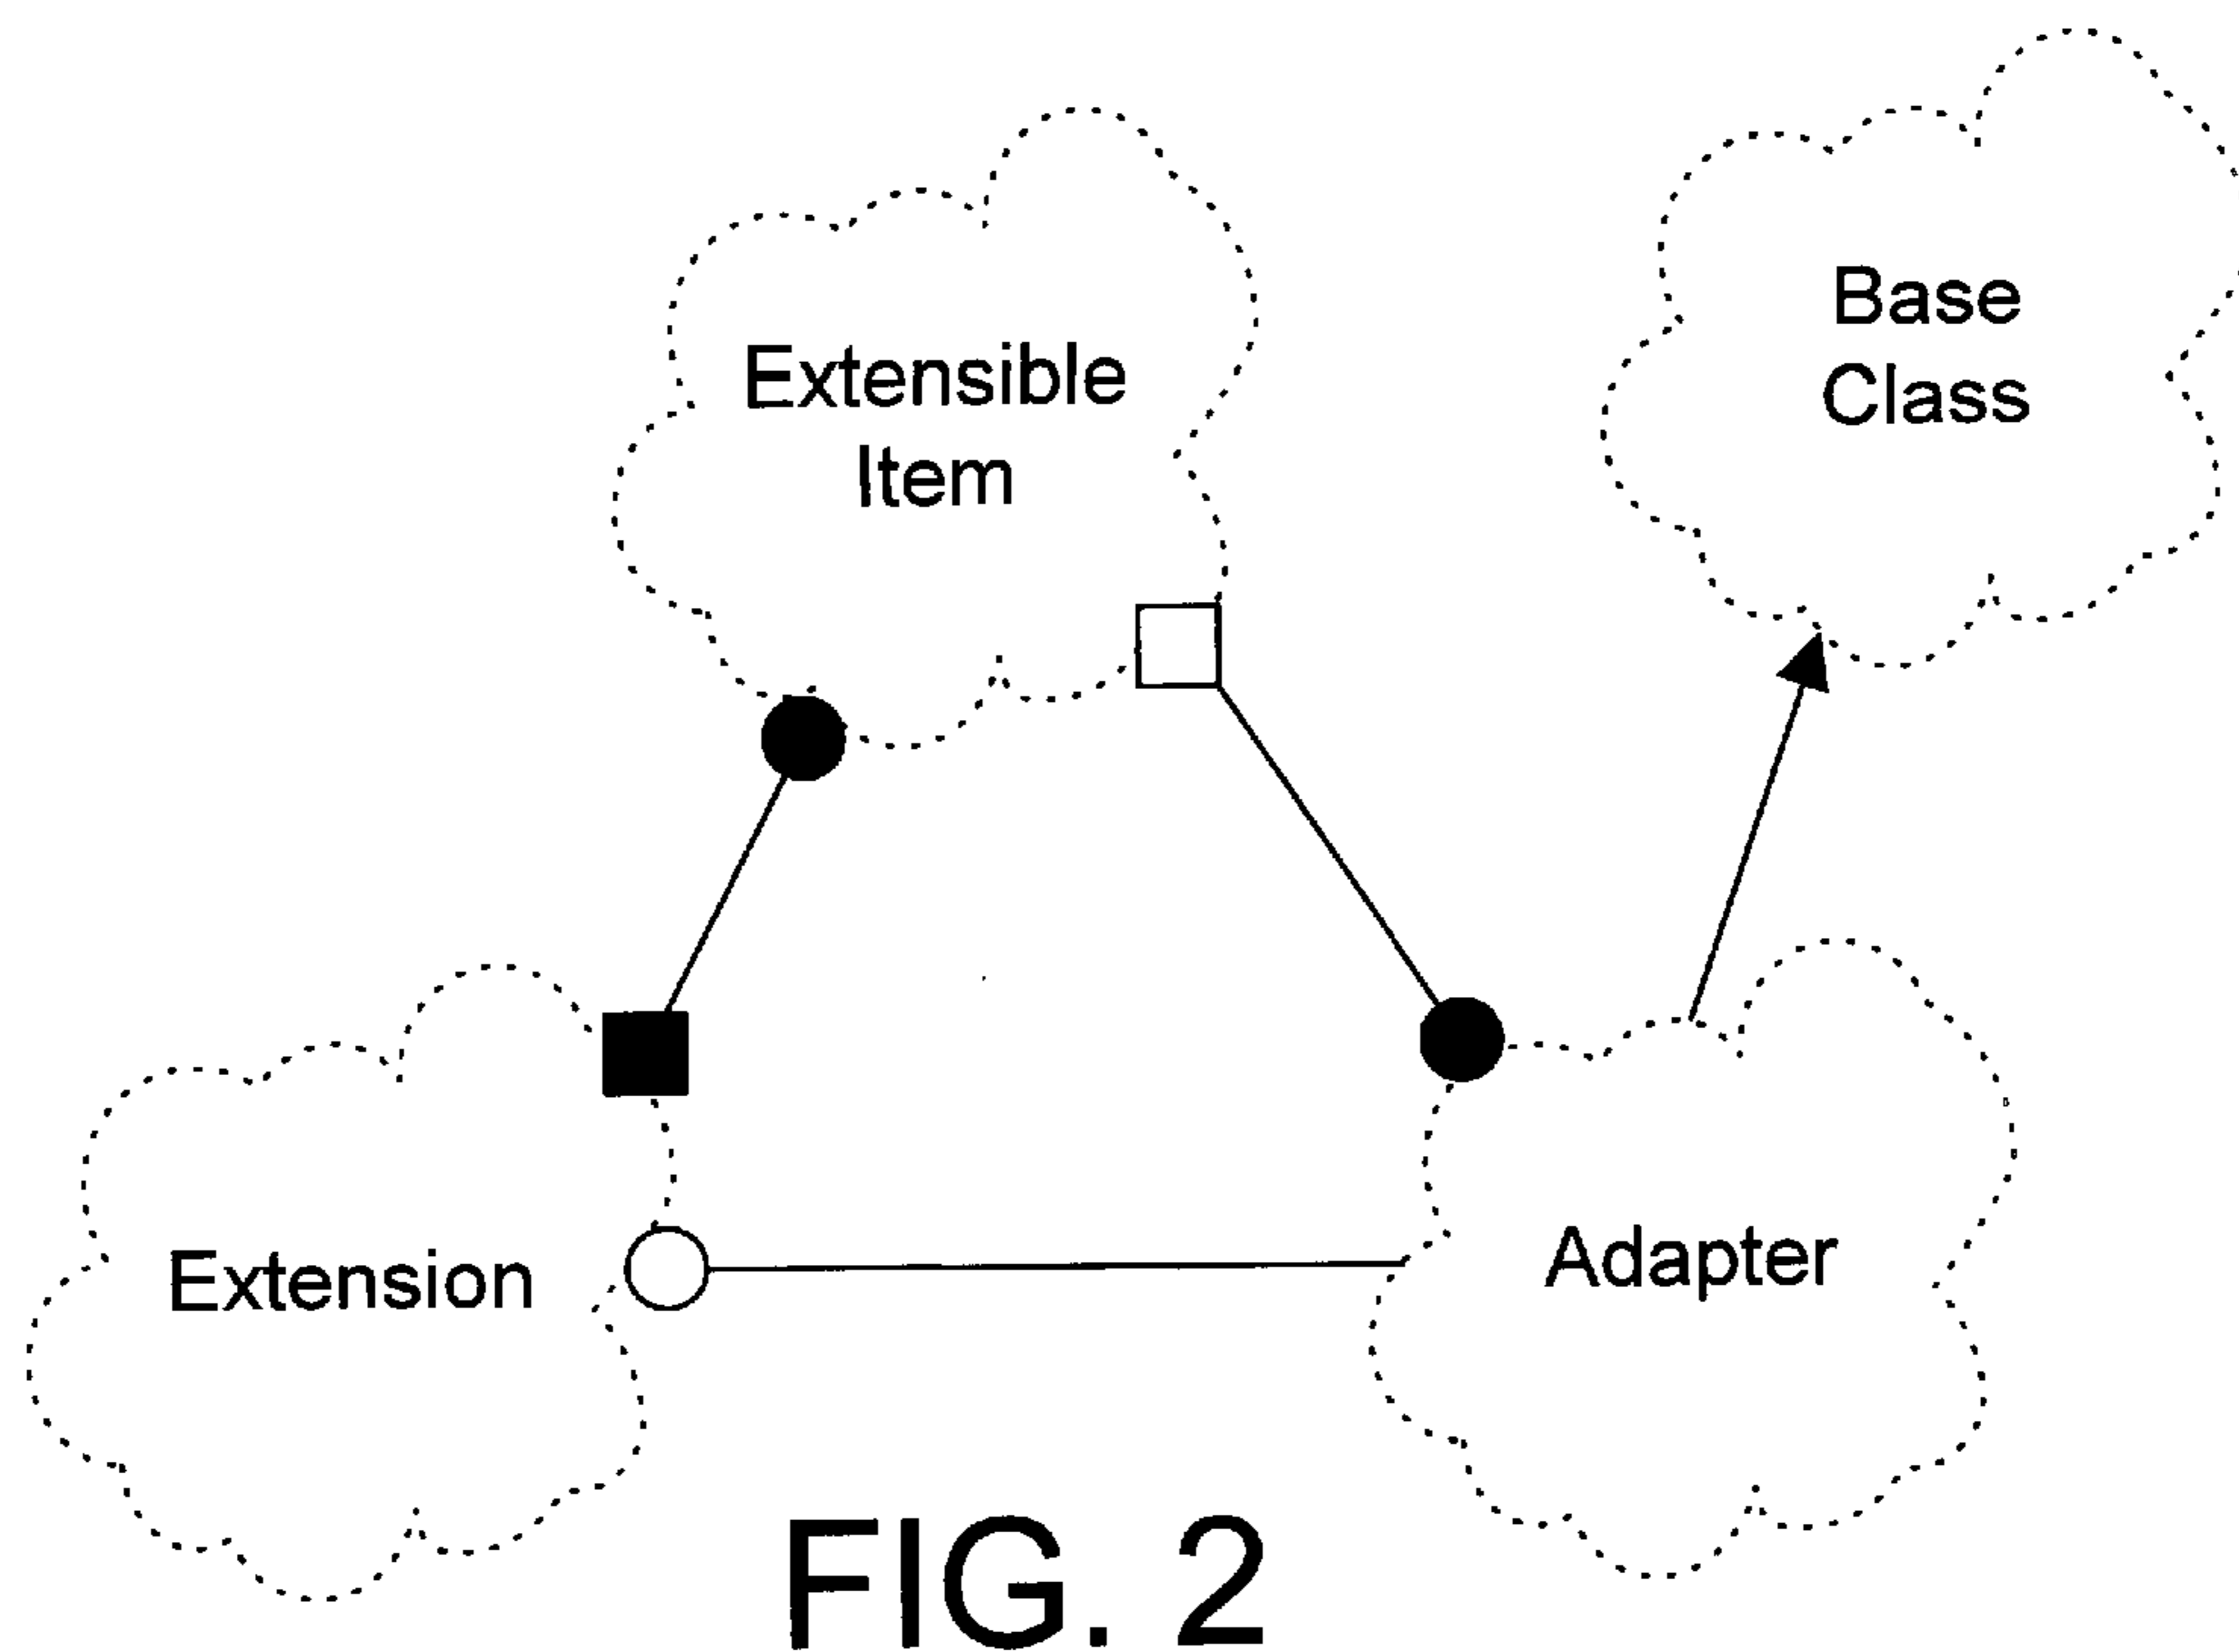 Base
Class
Extensible
Item
Extension
Adapter
FIG. 2